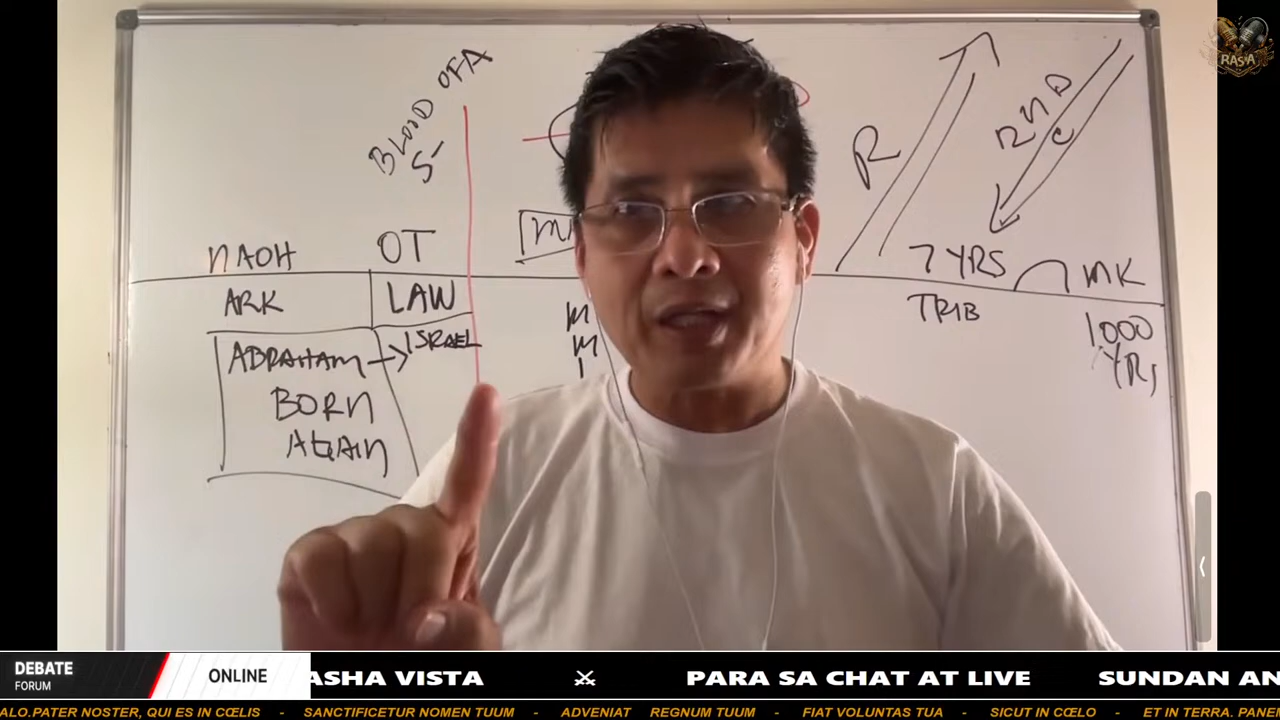 RASA
BLOOD OF A
S-
R
2ND
C
NAOH
OT
7 YRS
MK
ARK
LAW
TRIB
1,000
YRS
ABRAHAM → ISRAEL
BORN
AGAIN
DEBATE
FORUM
ONLINE
ASHA VISTA ⚔ PARA SA CHAT AT LIVE SUNDAN AN
ALO.PATER NOSTER, QUI ES IN CŒLIS - SANCTIFICETUR NOMEN TUUM - ADVENIAT REGNUM TUUM - FIAT VOLUNTAS TUA - SICUT IN CŒLO - ET IN TERRA. PANE